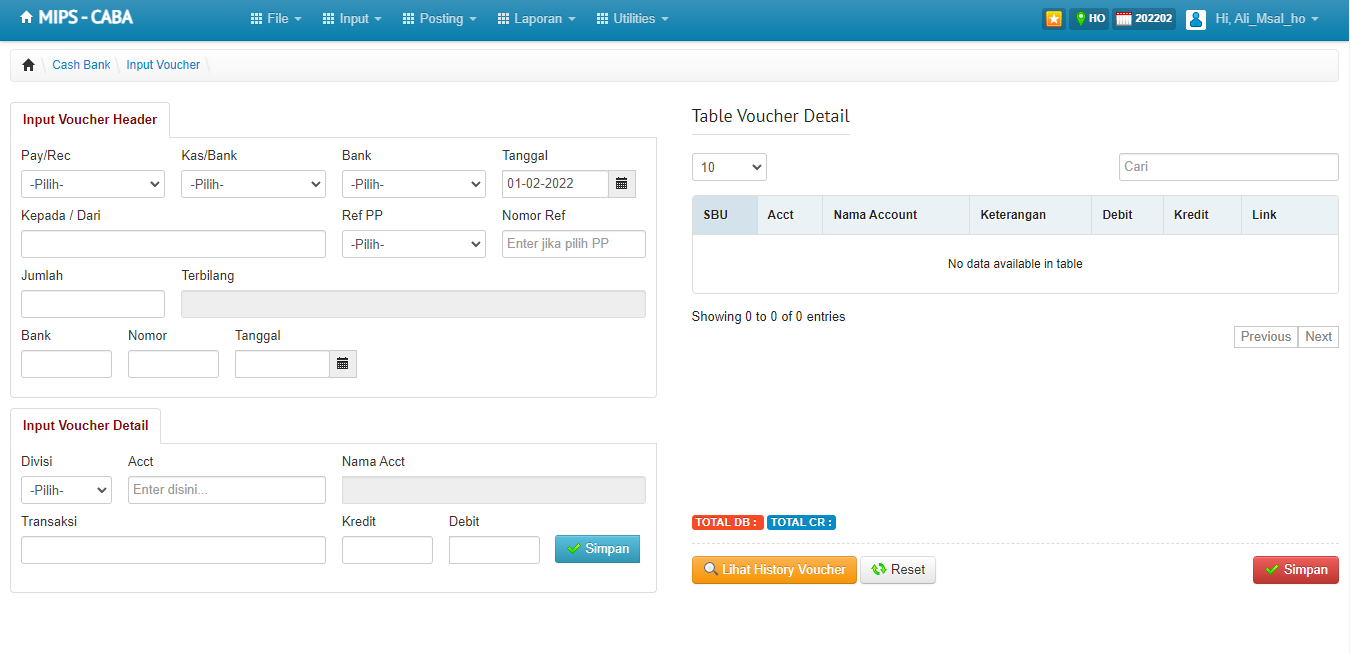 MIPS - CABA File Input Posting Laporan Utilities HO 202202 Hi, Ali_Msal_ho
Cash Bank Input Voucher
Input Voucher Header
Pay/Rec Kas/Bank Bank Tanggal
-Pilih- -Pilih- -Pilih- 01-02-2022
Kepada / Dari Ref PP Nomor Ref
-Pilih- Enter jika pilih PP
Jumlah Terbilang
Bank Nomor Tanggal
Input Voucher Detail
Divisi Acct Nama Acct
-Pilih- Enter disini...
Transaksi Kredit Debit
Simpan
Table Voucher Detail
10 Cari
SBU Acct Nama Account Keterangan Debit Kredit Link
No data available in table
Showing 0 to 0 of 0 entries
Previous Next
TOTAL DB : TOTAL CR :
Lihat History Voucher Reset Simpan